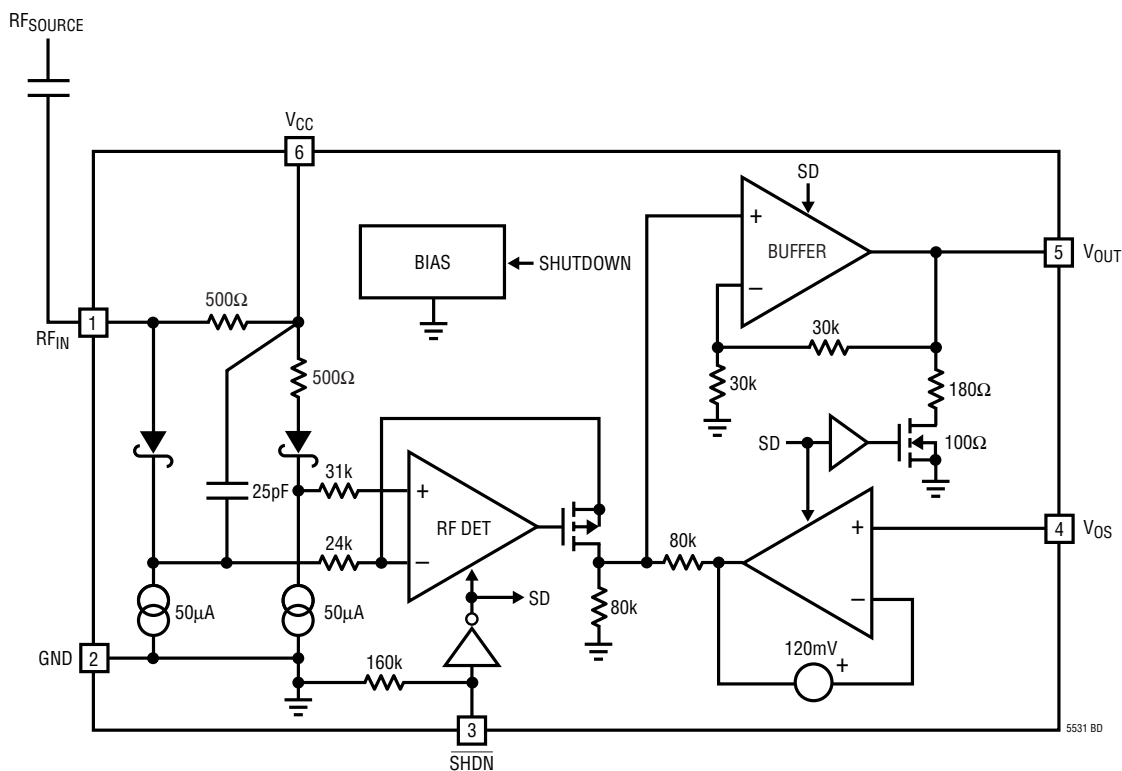 RFSOURCE
VCC
6
SD
+
BUFFER
–
5
VOUT
BIAS
SHUTDOWN
500Ω
1
RFIN
30k
30k
500Ω
180Ω
SD
100Ω
31k
25pF
+
RF DET
–
24k
80k
+
4
VOS
–
50µA
50µA
SD
80k
120mV
+
GND
2
160k
3
SHDN
5531 BD